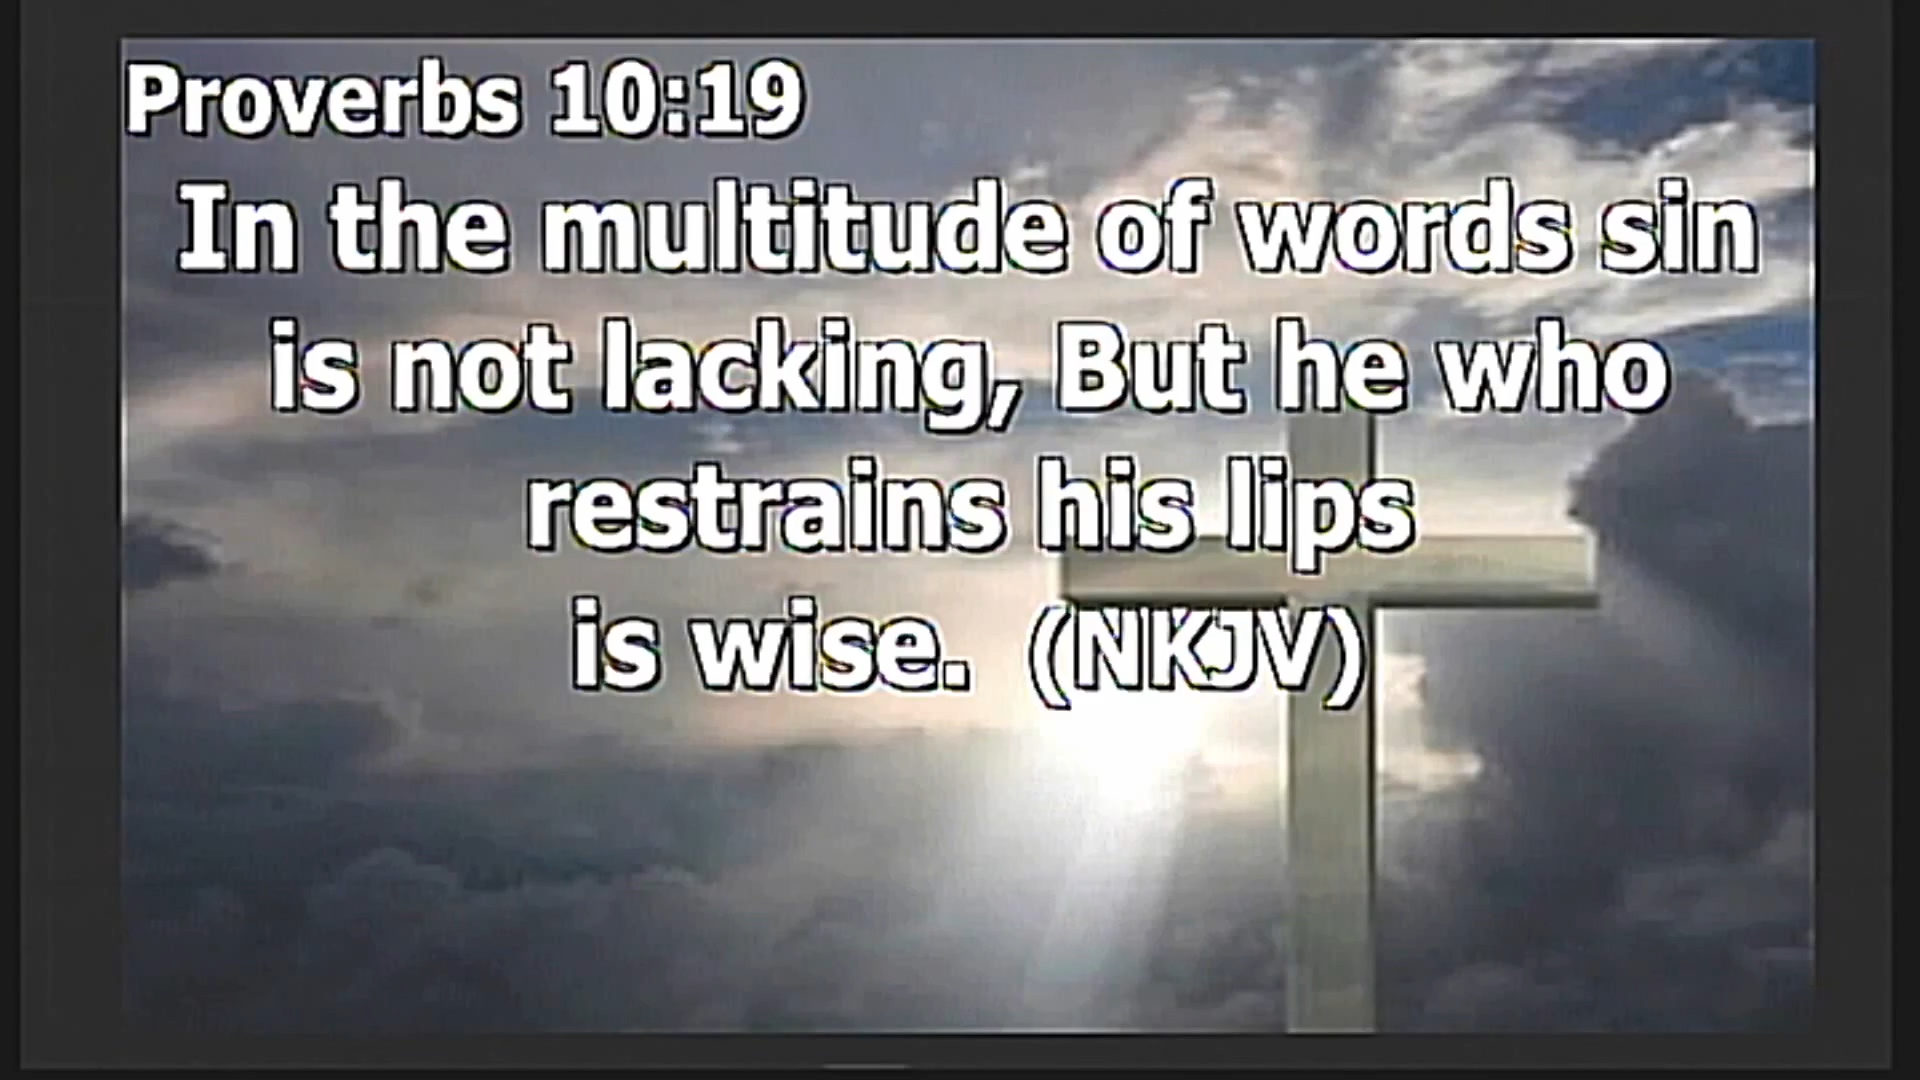 Proverbs 10:19
In the multitude of words sin
is not lacking, But he who
restrains his lips
is wise. (NKJV)